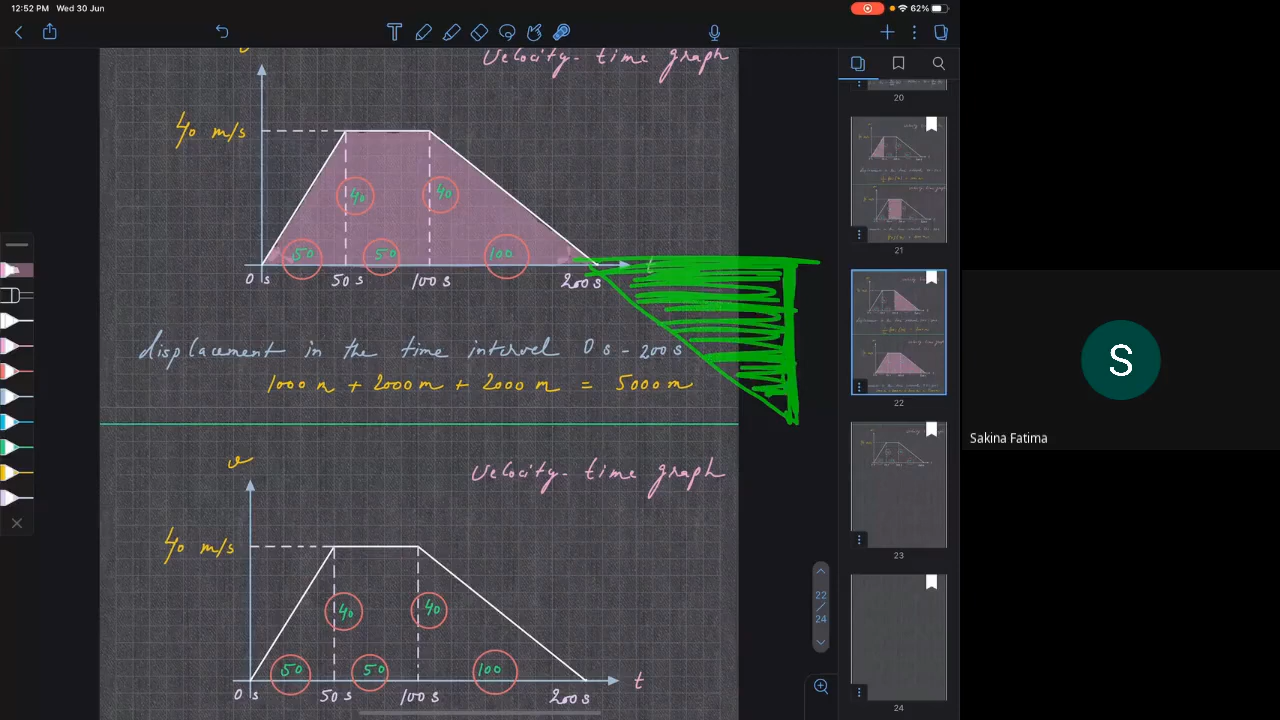 12:52 PM Wed 30 Jun
62%
Velocity-time graph
40 m/s
40
40
50
50
100
t
0 s
50 s
100 s
200 s
displacement in the time interval 0 s - 200 s
1000 m + 2000 m + 2000 m = 5000 m
v
Velocity-time graph
40 m/s
40
40
50
50
100
t
0 s
50 s
100 s
200 s
22
/
24
20
21
22
23
24
S
Sakina Fatima